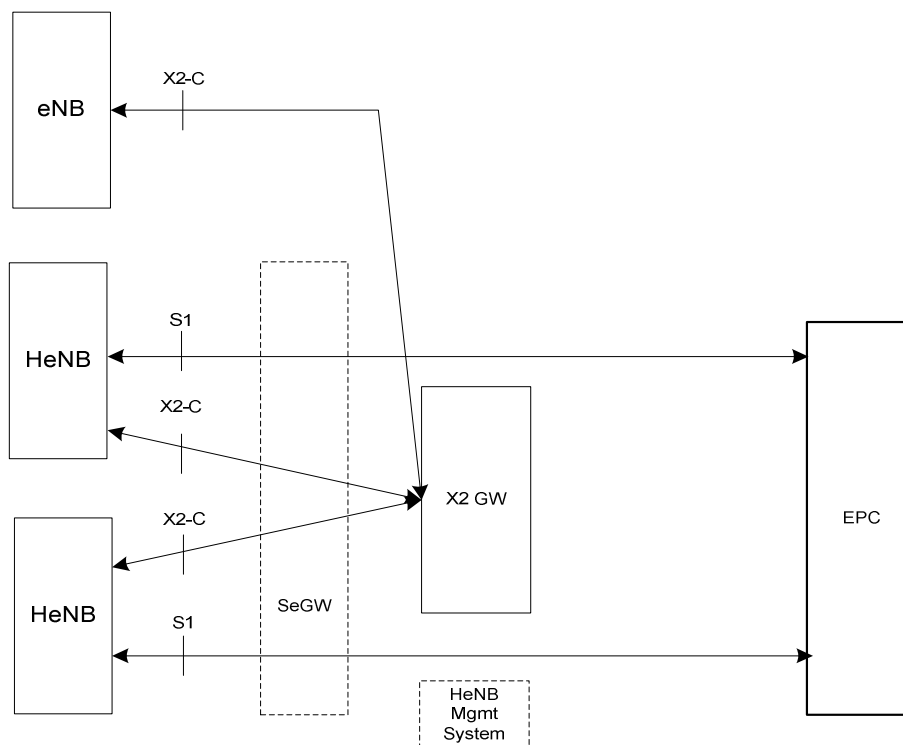 X2-C
eNB
S1
HeNB
X2-C
X2 GW
EPC
X2-C
SeGW
HeNB
S1
HeNB
Mgmt
System